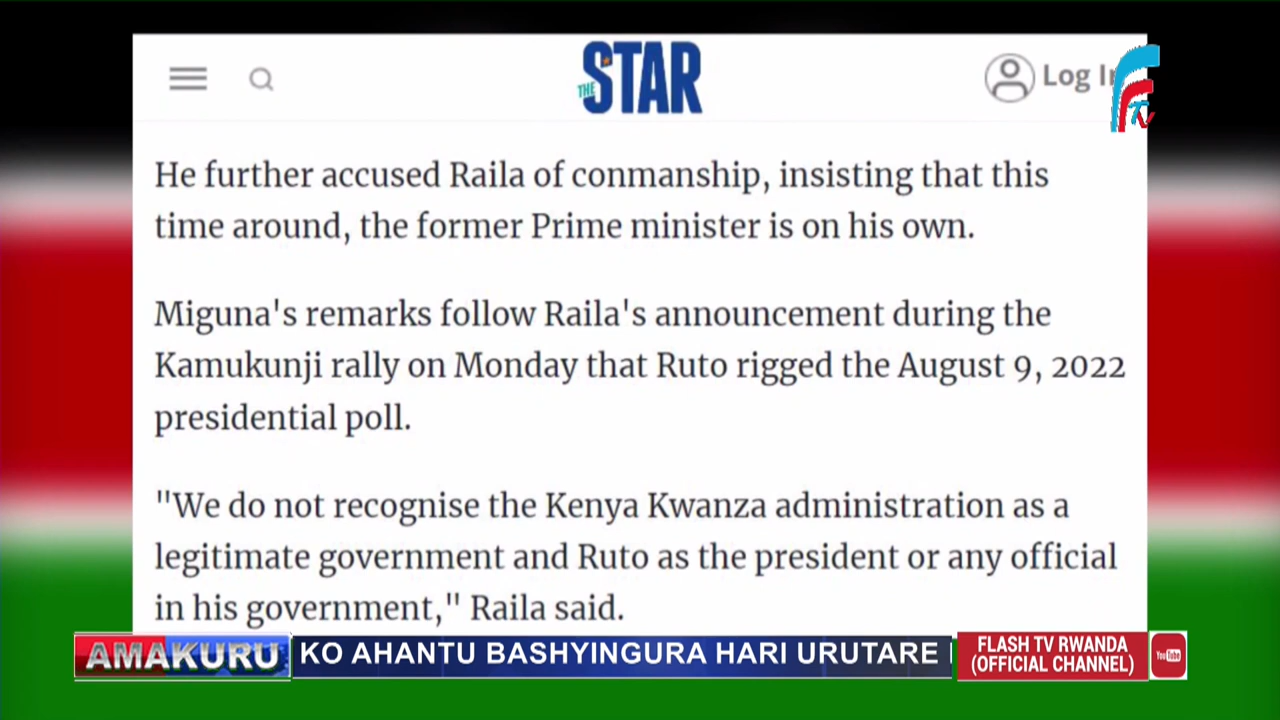 THE STAR
Log I
TV
He further accused Raila of conmanship, insisting that this
time around, the former Prime minister is on his own.
Miguna's remarks follow Raila's announcement during the
Kamukunji rally on Monday that Ruto rigged the August 9, 2022
presidential poll.
"We do not recognise the Kenya Kwanza administration as a
legitimate government and Ruto as the president or any official
in his government," Raila said.
AMAKURU
KO AHANTU BASHYINGURA HARI URUTARE
FLASH TV RWANDA
(OFFICIAL CHANNEL)
YouTube